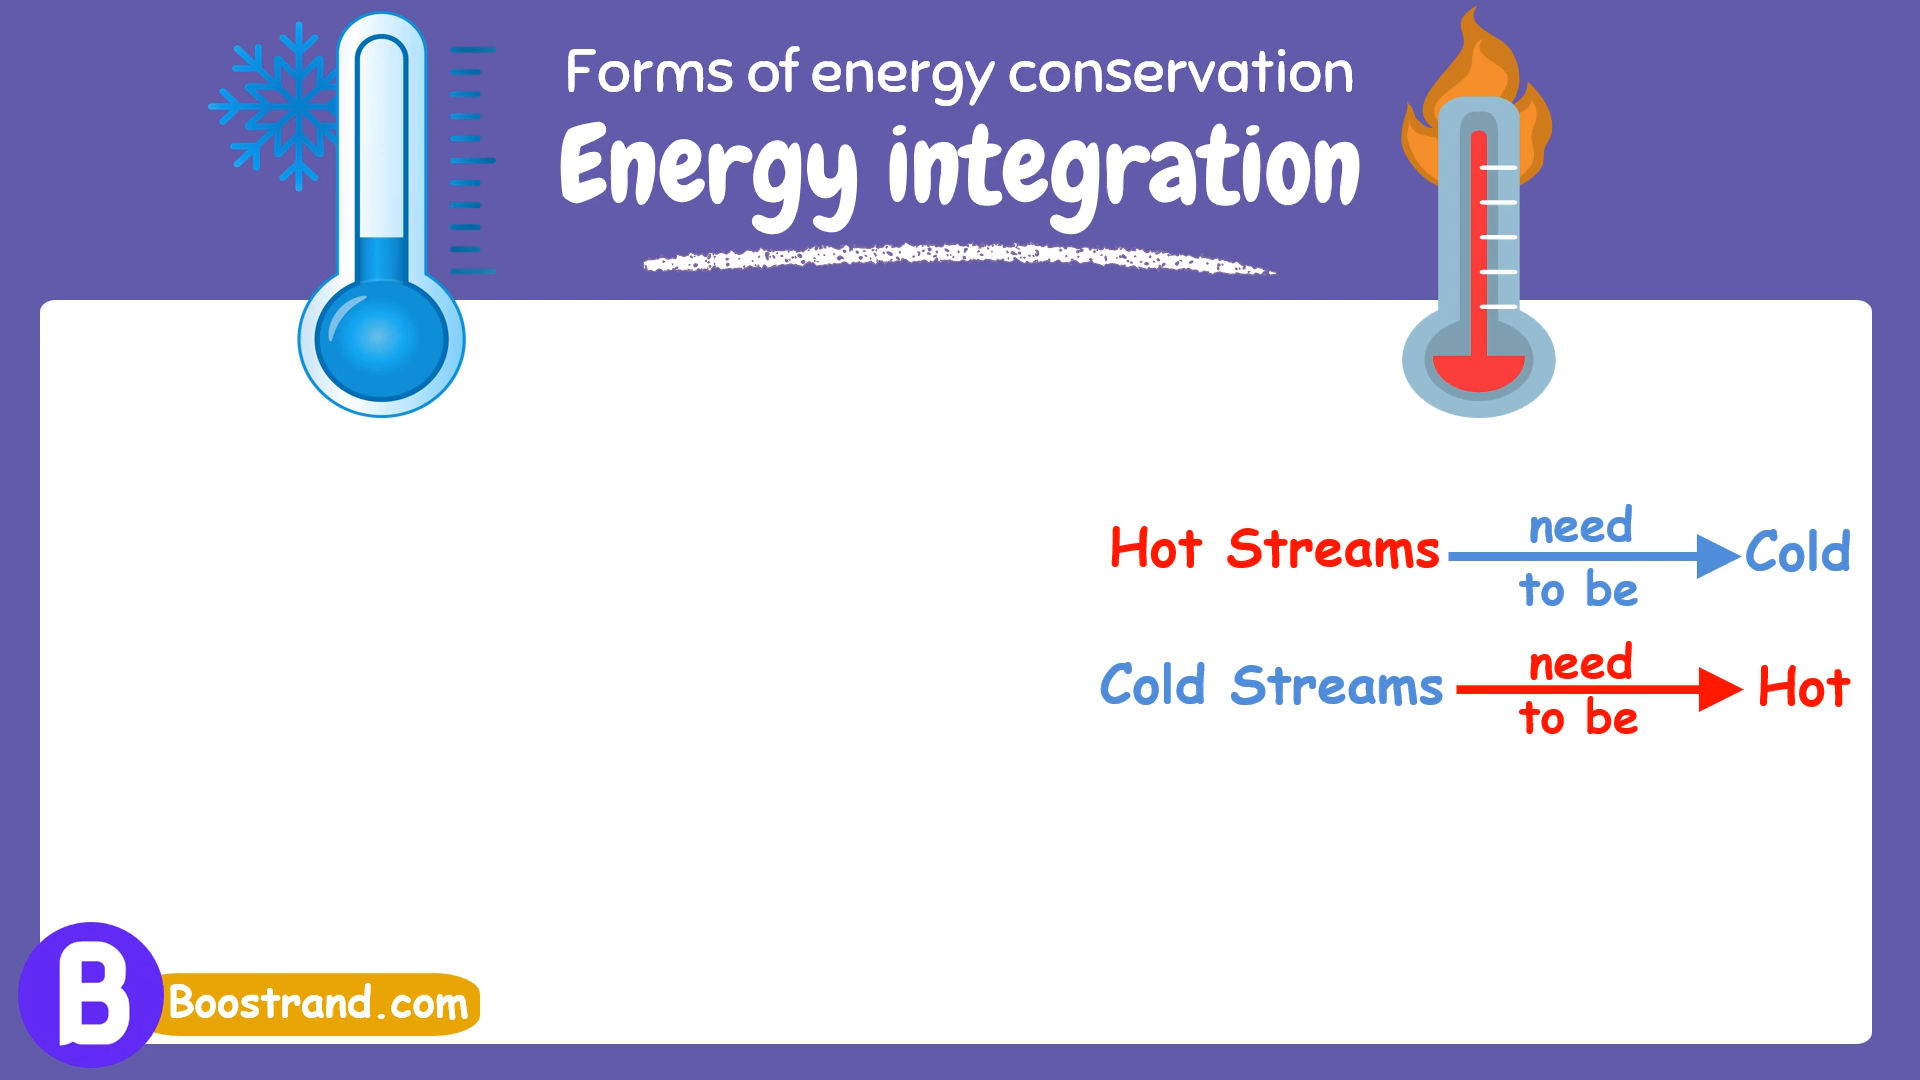 Forms of energy conservation
Energy integration
Hot Streams need to be Cold
Cold Streams need to be Hot
B Boostrand.com